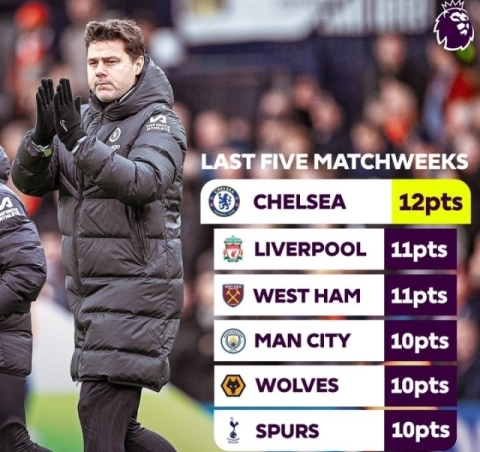 LAST FIVE MATCHWEEKS
CHELSEA 12pts
LIVERPOOL 11pts
WEST HAM 11pts
MAN CITY 10pts
WOLVES 10pts
SPURS 10pts